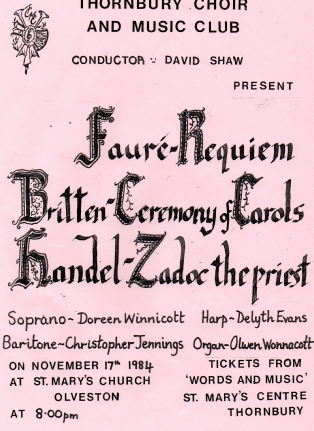 THORNBURY CHOIR
AND MUSIC CLUB
CONDUCTOR : DAVID SHAW
PRESENT
Fauré-Requiem
Britten-Ceremony of Carols
Handel-Zadoc the priest
Soprano~Doreen Winnicott Harp~Delyth Evans
Baritone~Christopher Jennings Organ~Olwen Wonnacott
ON NOVEMBER 17th 1984
AT ST. MARY'S CHURCH
OLVESTON
AT 8·00pm
TICKETS FROM
'WORDS AND MUSIC'
ST. MARY'S CENTRE
THORNBURY